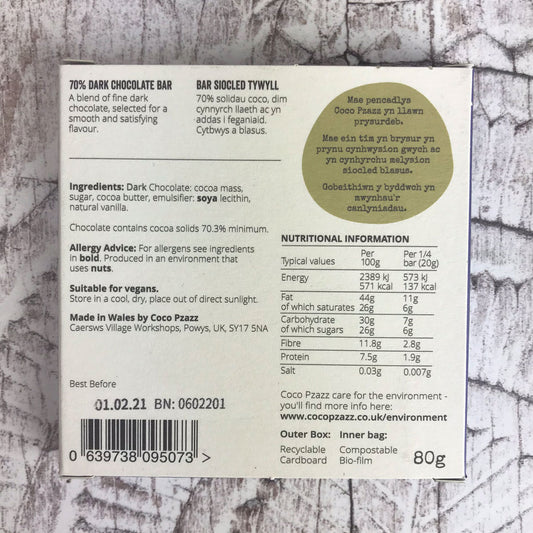 70% DARK CHOCOLATE BAR
A blend of fine dark
chocolate, selected for a
smooth and satisfying
flavour.
BAR SIOCLED TYWYLL
70% solidau coco, dim
cynnyrch llaeth ac yn
addas i feganiaid.
Cytbwys a blasus.
Mae pencadlys
Coco Pzazz yn llawn
prysurdeb.
Mae ein tîm yn brysur yn
prynu cynhwysion gwych ac
yn cynhyrchu melysion
siocled blasus.
Gobeithiwn y byddwch yn
mwynhau'r
canlyniadau.
Ingredients: Dark Chocolate: cocoa mass,
sugar, cocoa butter, emulsifier: soya lecithin,
natural vanilla.
Chocolate contains cocoa solids 70.3% minimum.
Allergy Advice: For allergens see ingredients
in bold. Produced in an environment that
uses nuts.
Suitable for vegans.
Store in a cool, dry, place out of direct sunlight.
Made in Wales by Coco Pzazz
Caersws Village Workshops, Powys, UK, SY17 5NA
Best Before
01.02.21 BN: 0602201
0 639738 095073 >
NUTRITIONAL INFORMATION
Typical values Per 100g Per 1/4 bar (20g)
Energy 2389 kJ 573 kJ
571 kcal 137 kcal
Fat 44g 11g
of which saturates 26g 6g
Carbohydrate 30g 7g
of which sugars 26g 6g
Fibre 11.8g 2.8g
Protein 7.5g 1.9g
Salt 0.03g 0.007g
Coco Pzazz care for the environment -
you'll find more info here:
www.cocopzazz.co.uk/environment
Outer Box: Inner bag:
Recyclable Compostable
Cardboard Bio-film
80g